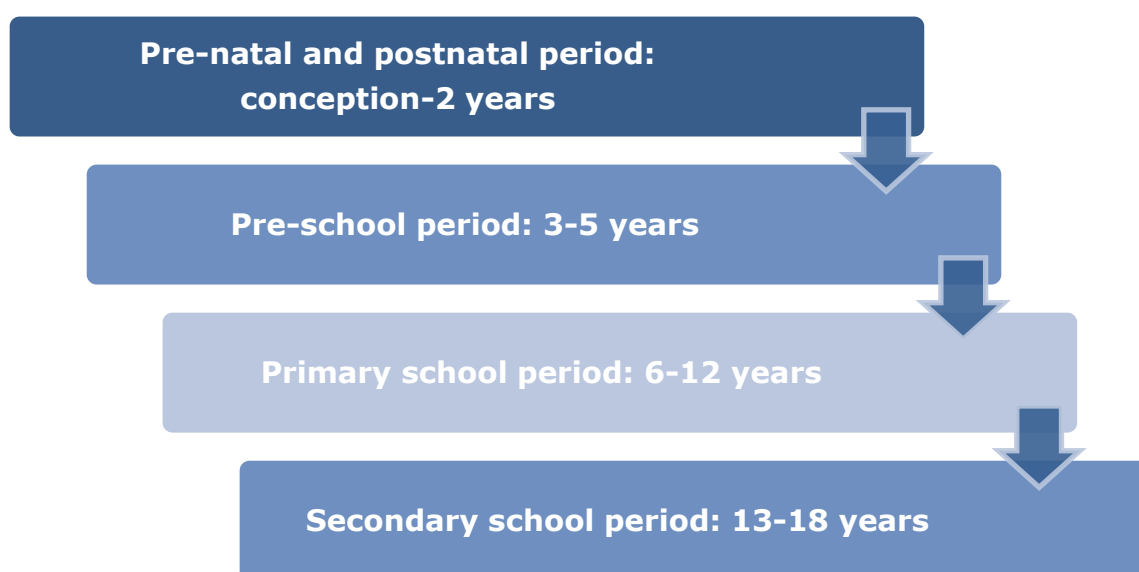 Pre-natal and postnatal period:
conception-2 years
Pre-school period: 3-5 years
Primary school period: 6-12 years
Secondary school period: 13-18 years